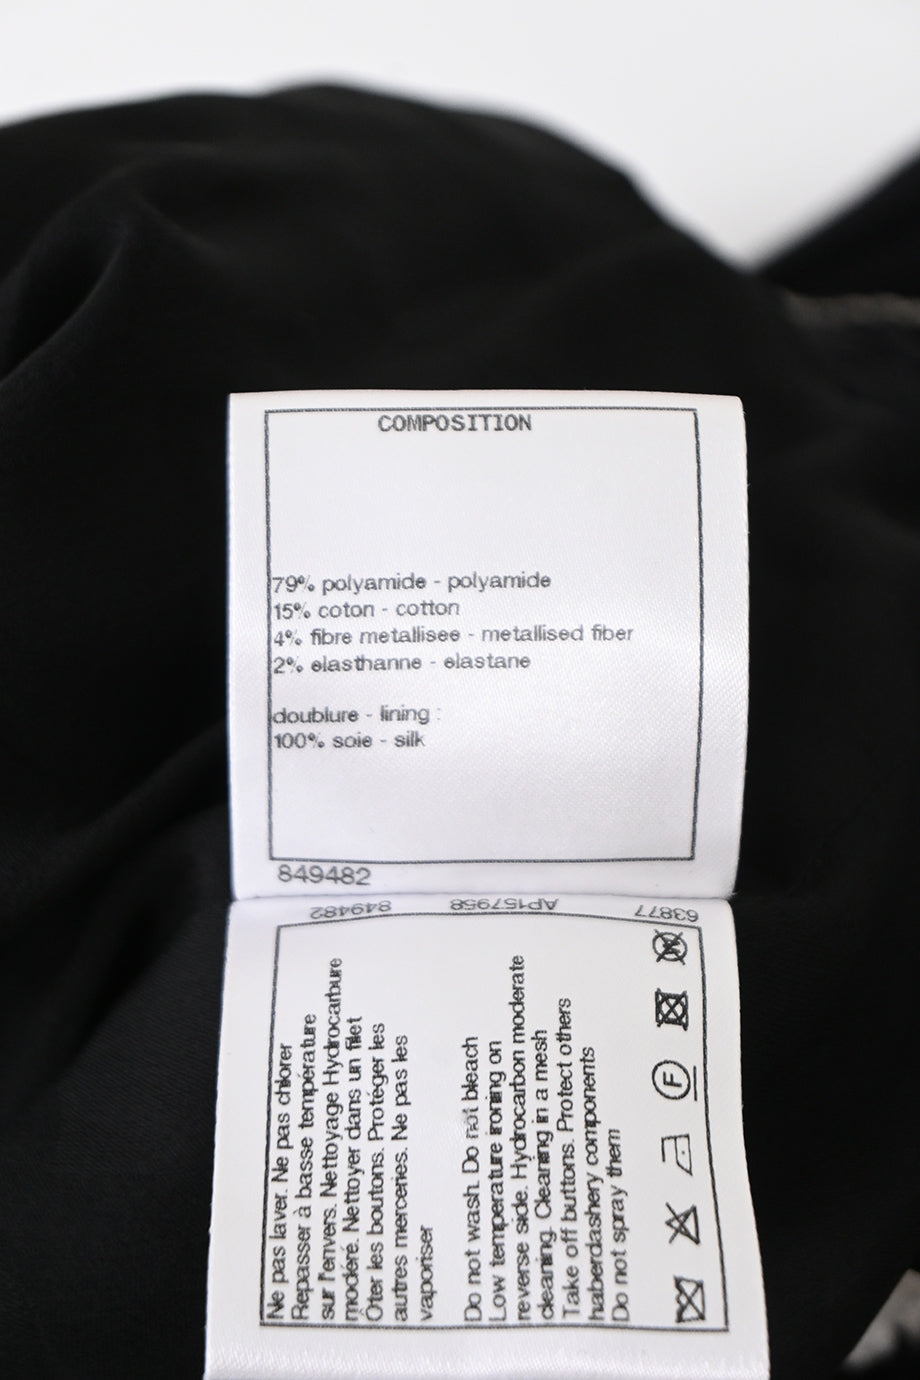 COMPOSITION
79% polyamide - polyamide
15% coton - cotton
4% fibre metallisee - metallised fiber
2% elasthanne - elastane
doublure - lining :
100% soie - silk
849482
63877 AP157958 849482
Ne pas laver. Ne pas chlorer
Repasser à basse température
sur l'envers. Nettoyage Hydrocarbure
modéré. Nettoyer dans un filet
Ôter les boutons. Protéger les
autres merceries. Ne pas les
vaporiser
Do not wash. Do not bleach
Low temperature ironing on
reverse side. Hydrocarbon moderate
cleaning. Cleaning in a mesh
Take off buttons. Protect others
haberdashery components
Do not spray them
F